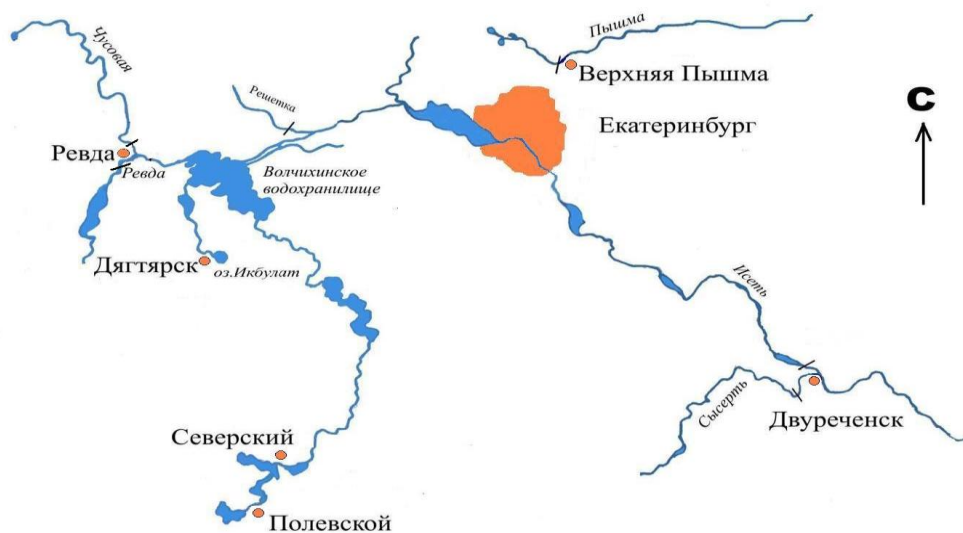 Пышма
Чусовая
Верхняя Пышма
Решетка
С
Екатеринбург
Ревда
Ревда
Волчихинское
водохранилище
Дягтярск
оз.Икбулат
Исеть
Сысерть
Двуреченск
Северский
Полевской